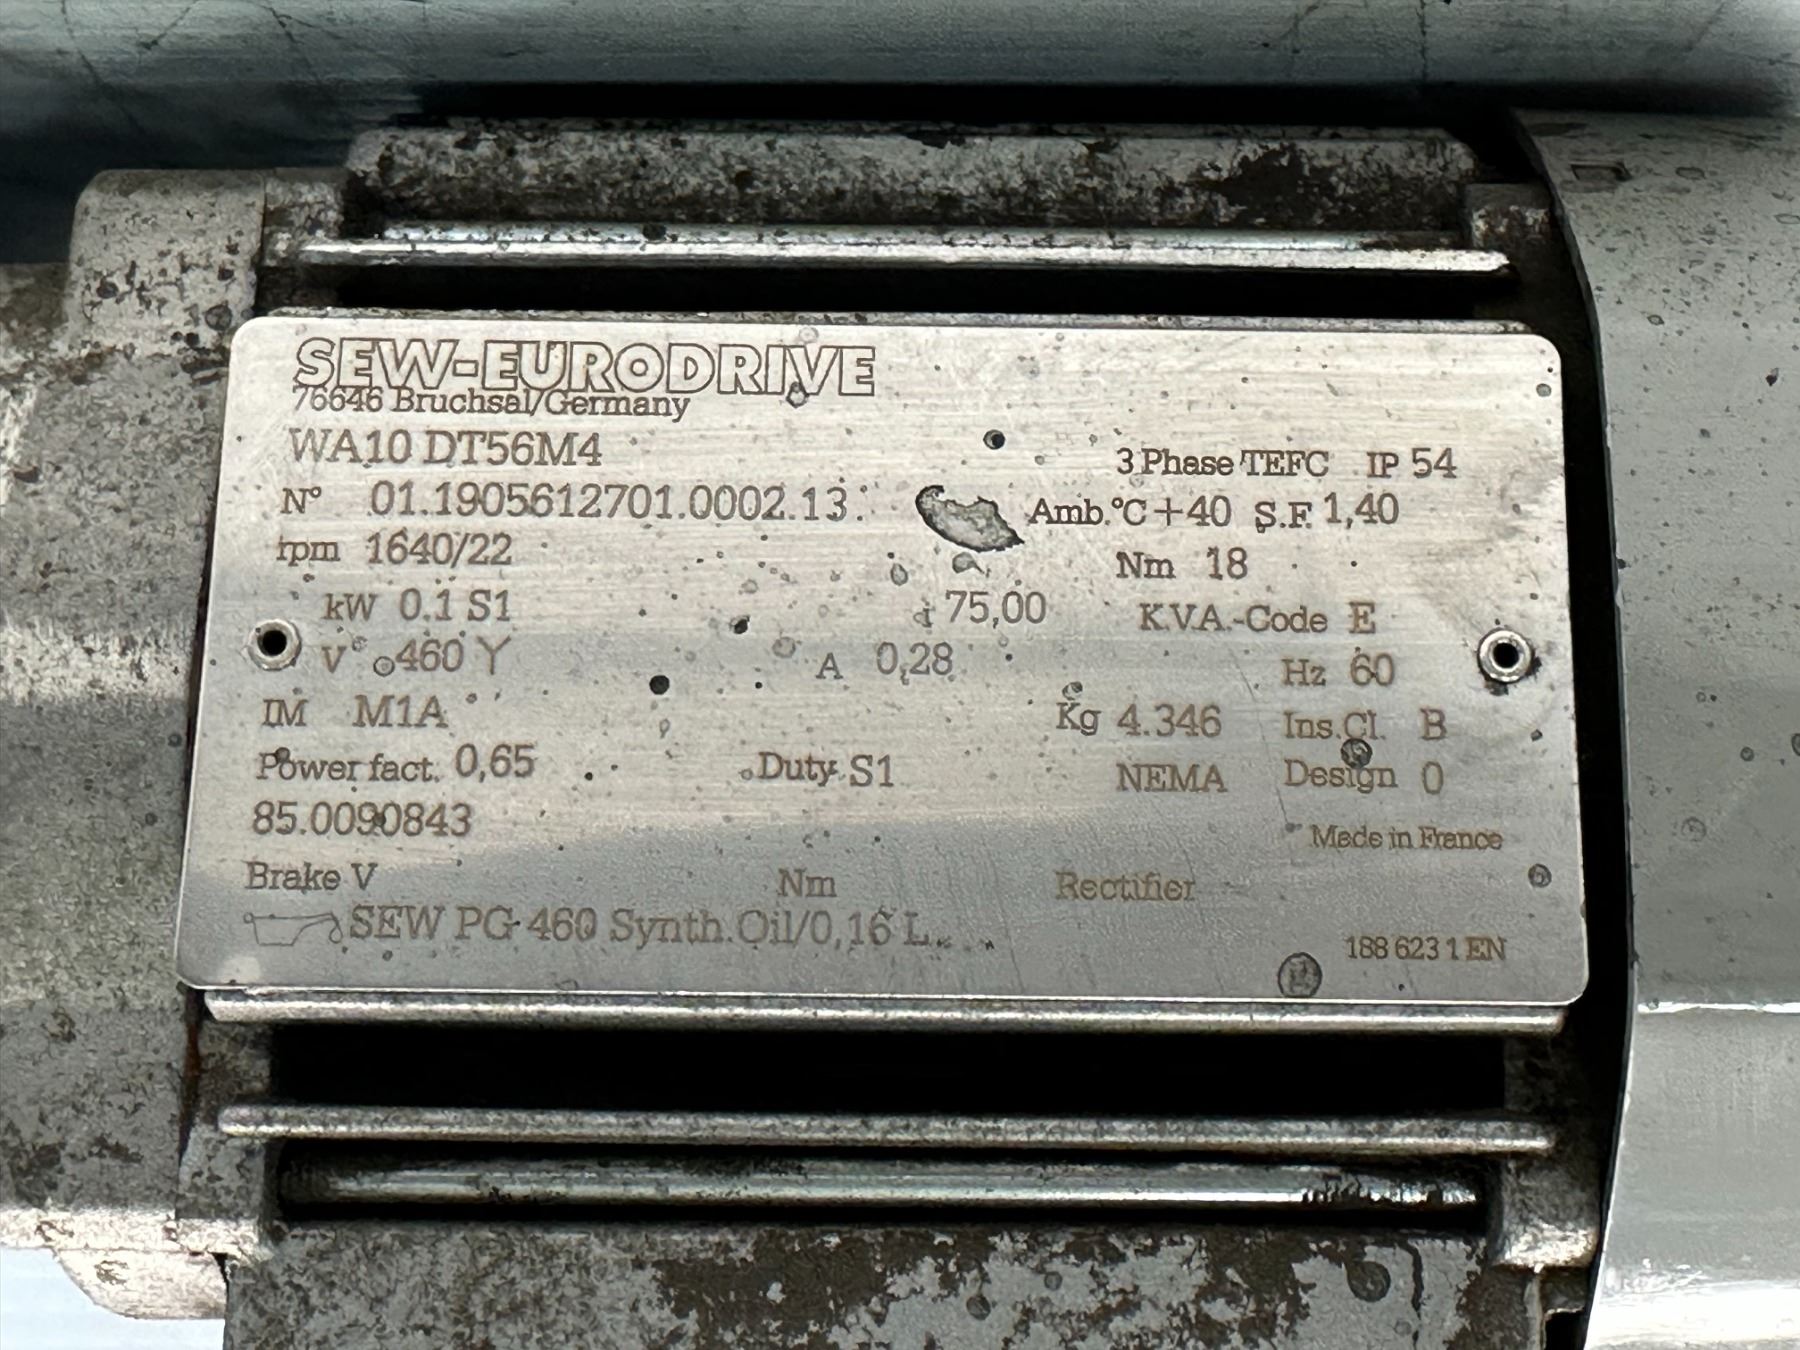 SEW-EURODRIVE
76646 Bruchsal/Germany
WA10 DT56M4 3 Phase TEFC IP 54
Nº 01.1905612701.0002.13 Amb.°C +40 S.F. 1,40
rpm 1640/22 Nm 18
kW 0.1 S1 i 75,00 K.V.A.-Code E
V 460 Y A 0,28 Hz 60
IM M1A Kg 4.346 Ins.Cl. B
Power fact. 0,65 Duty S1 NEMA Design 0
85.0090843 Made in France
Brake V Nm Rectifier
SEW PG 460 Synth.Oil/0,16 L
188 623 1 EN